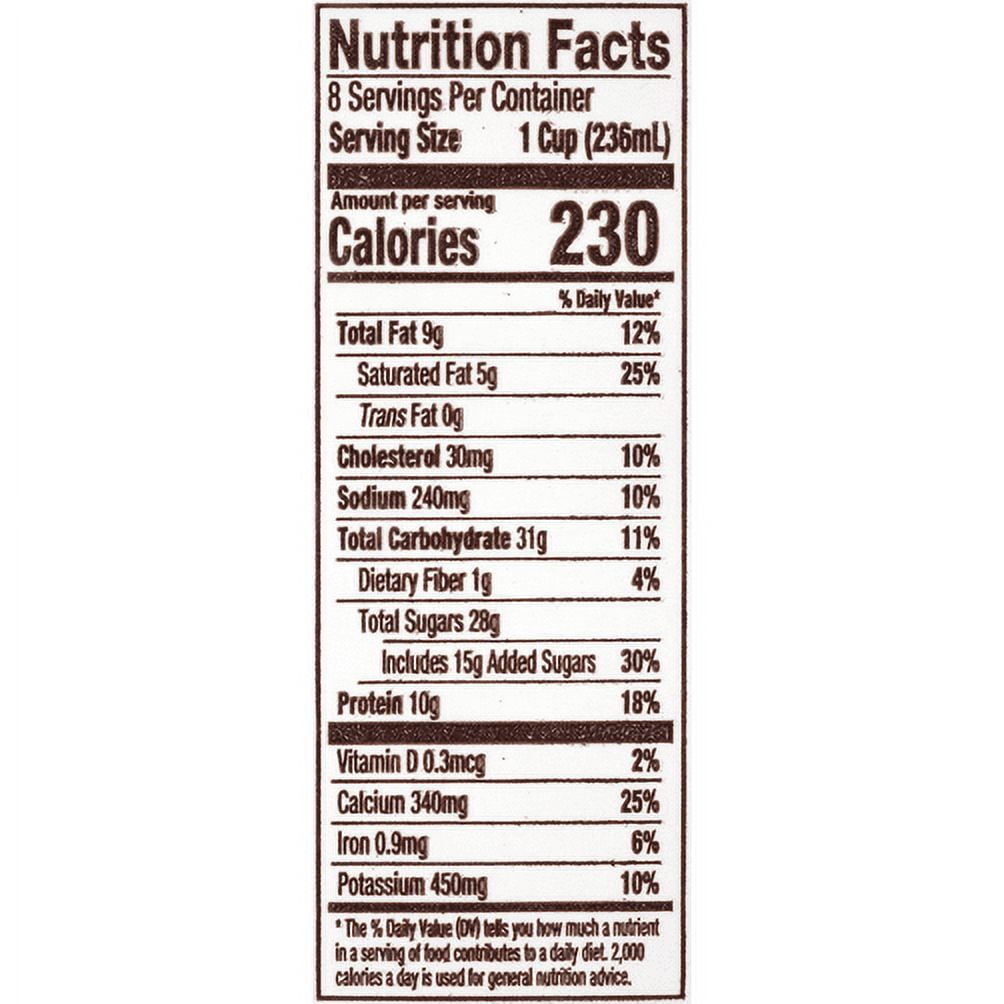 Nutrition Facts
8 Servings Per Container
Serving Size 1 Cup (236mL)
Amount per serving
Calories 230
% Daily Value*
Total Fat 9g 12%
Saturated Fat 5g 25%
Trans Fat 0g
Cholesterol 30mg 10%
Sodium 240mg 10%
Total Carbohydrate 31g 11%
Dietary Fiber 1g 4%
Total Sugars 28g
Includes 15g Added Sugars 30%
Protein 10g 18%
Vitamin D 0.3mcg 2%
Calcium 340mg 25%
Iron 0.9mg 6%
Potassium 450mg 10%
* The % Daily Value (DV) tells you how much a nutrient
in a serving of food contributes to a daily diet. 2,000
calories a day is used for general nutrition advice.